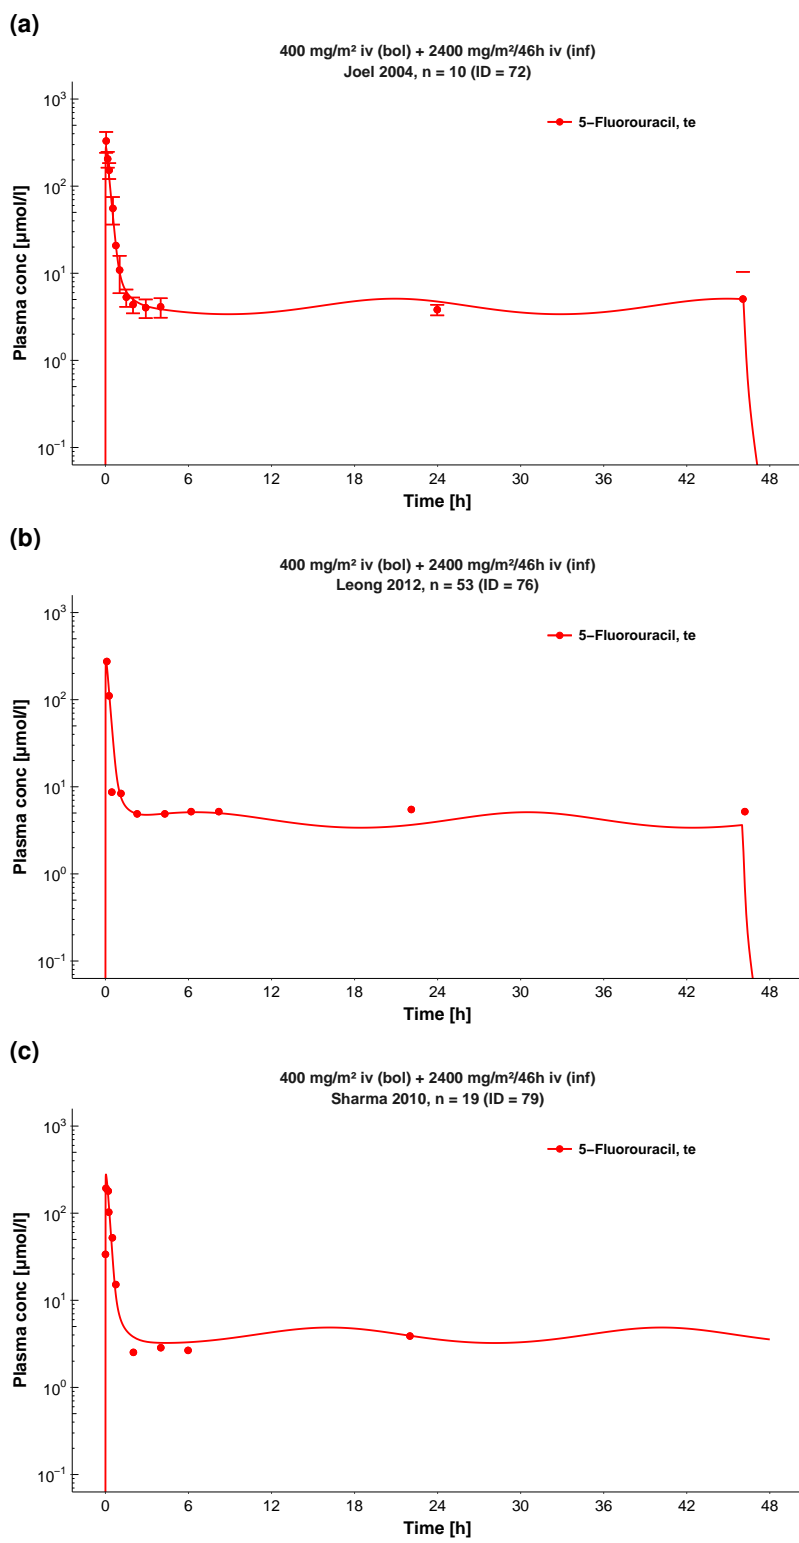 (a)
400 mg/m² iv (bol) + 2400 mg/m²/46h iv (inf)
Joel 2004, n = 10 (ID = 72)
5−Fluorouracil, te
Plasma conc [µmol/l]
10³
10²
10¹
10⁰
10⁻¹
0 6 12 18 24 30 36 42 48
Time [h]
(b)
400 mg/m² iv (bol) + 2400 mg/m²/46h iv (inf)
Leong 2012, n = 53 (ID = 76)
5−Fluorouracil, te
Plasma conc [µmol/l]
10³
10²
10¹
10⁰
10⁻¹
0 6 12 18 24 30 36 42 48
Time [h]
(c)
400 mg/m² iv (bol) + 2400 mg/m²/46h iv (inf)
Sharma 2010, n = 19 (ID = 79)
5−Fluorouracil, te
Plasma conc [µmol/l]
10³
10²
10¹
10⁰
10⁻¹
0 6 12 18 24 30 36 42 48
Time [h]